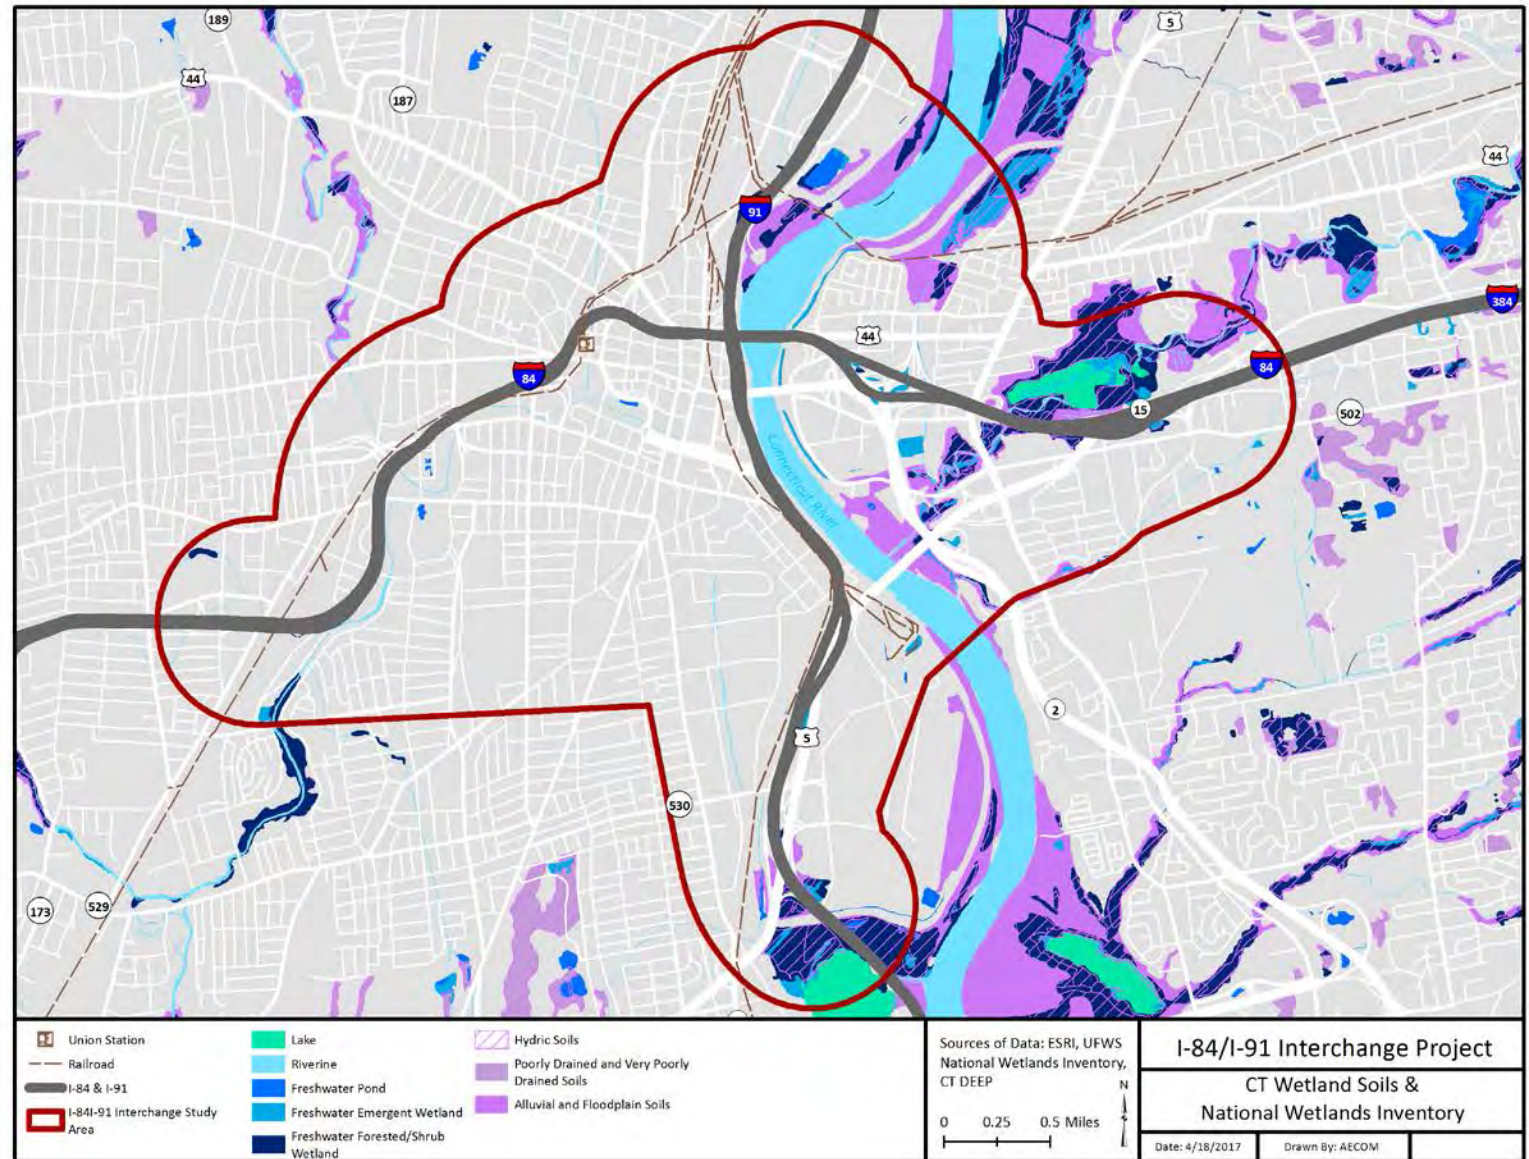 189
5
44
187
44
91
384
44
84
84
15
502
Connecticut River
2
5
530
173
529
Union Station
Railroad
I-84 & I-91
I-84I-91 Interchange Study
Area
Lake
Riverine
Freshwater Pond
Freshwater Emergent Wetland
Freshwater Forested/Shrub
Wetland
Hydric Soils
Poorly Drained and Very Poorly
Drained Soils
Alluvial and Floodplain Soils
Sources of Data: ESRI, UFWS
National Wetlands Inventory,
CT DEEP
N
0 0.25 0.5 Miles
I-84/I-91 Interchange Project
CT Wetland Soils &
National Wetlands Inventory
Date: 4/18/2017
Drawn By: AECOM